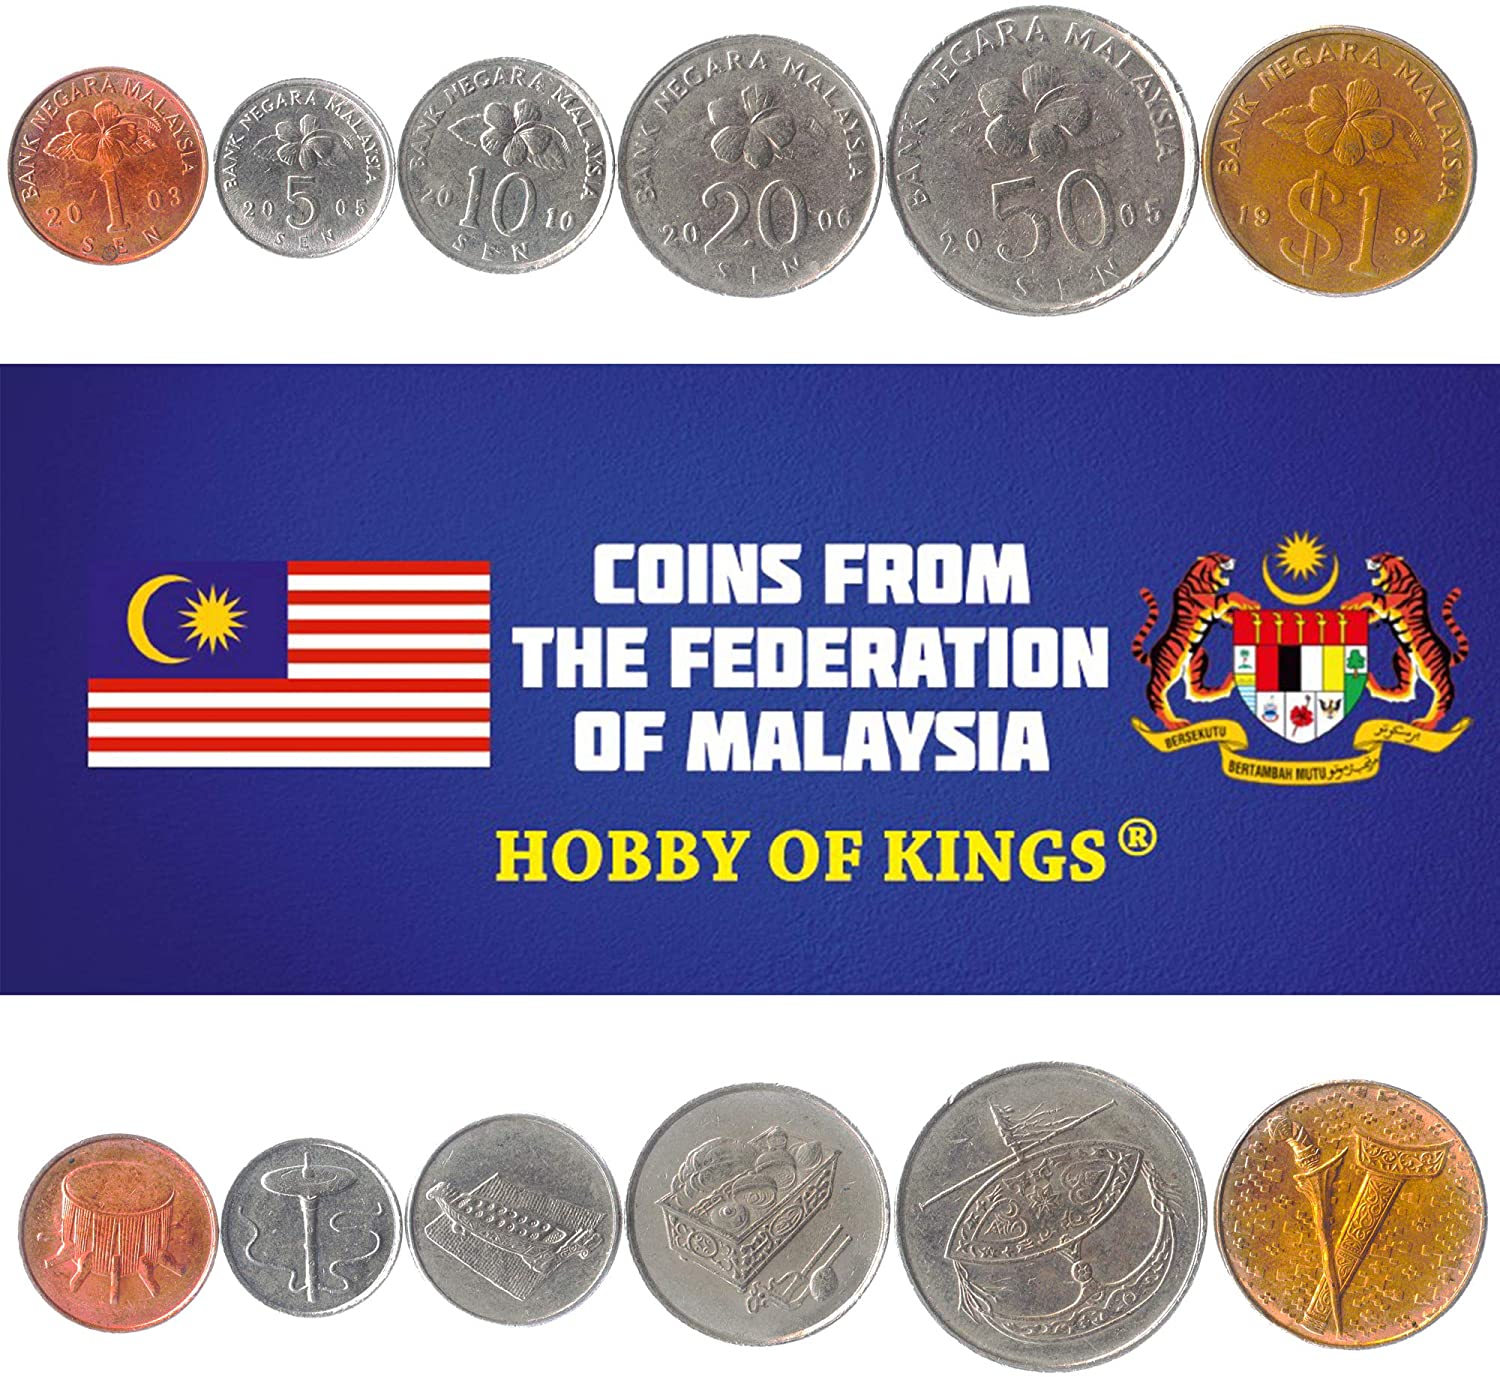 BANK NEGARA MALAYSIA
20 1 03
SEN
BANK NEGARA MALAYSIA
20 5 05
SEN
BANK NEGARA MALAYSIA
20 10 10
SEN
BANK NEGARA MALAYSIA
20 20 06
SEN
BANK NEGARA MALAYSIA
20 50 05
SEN
BANK NEGARA MALAYSIA
19 $1 92
COINS FROM
THE FEDERATION
OF MALAYSIA
HOBBY OF KINGS®
BERSEKUTU
BERTAMBAH MUTU